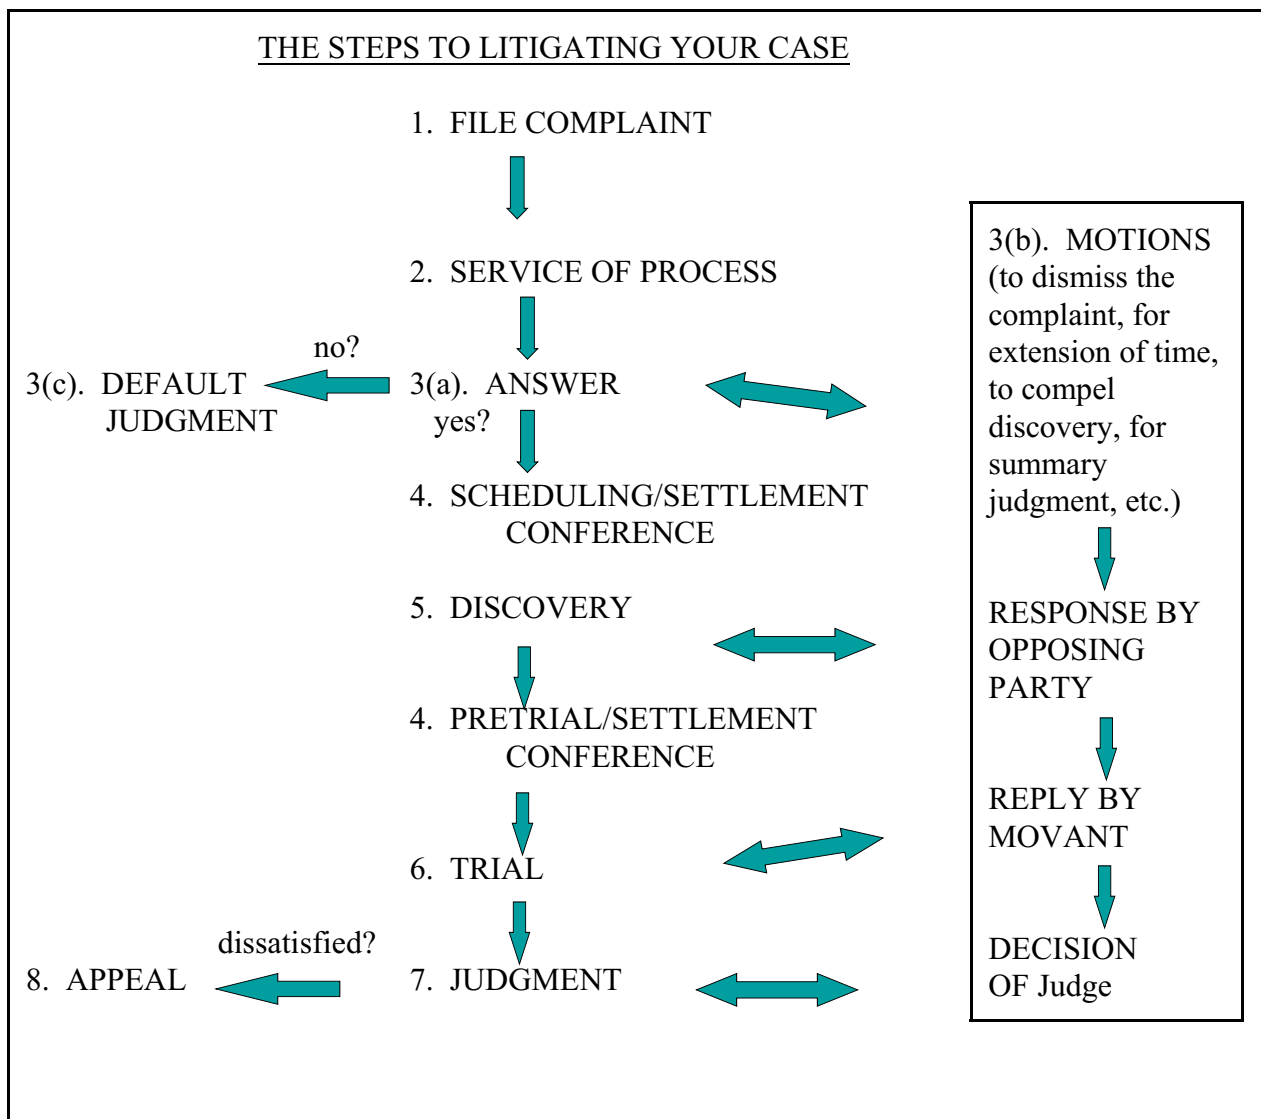 THE STEPS TO LITIGATING YOUR CASE
1. FILE COMPLAINT
2. SERVICE OF PROCESS
no?
3(c). DEFAULT
JUDGMENT
3(a). ANSWER
yes?
4. SCHEDULING/SETTLEMENT
CONFERENCE
5. DISCOVERY
4. PRETRIAL/SETTLEMENT
CONFERENCE
6. TRIAL
dissatisfied?
8. APPEAL
7. JUDGMENT
3(b). MOTIONS
(to dismiss the
complaint, for
extension of time,
to compel
discovery, for
summary
judgment, etc.)
RESPONSE BY
OPPOSING
PARTY
REPLY BY
MOVANT
DECISION
OF Judge